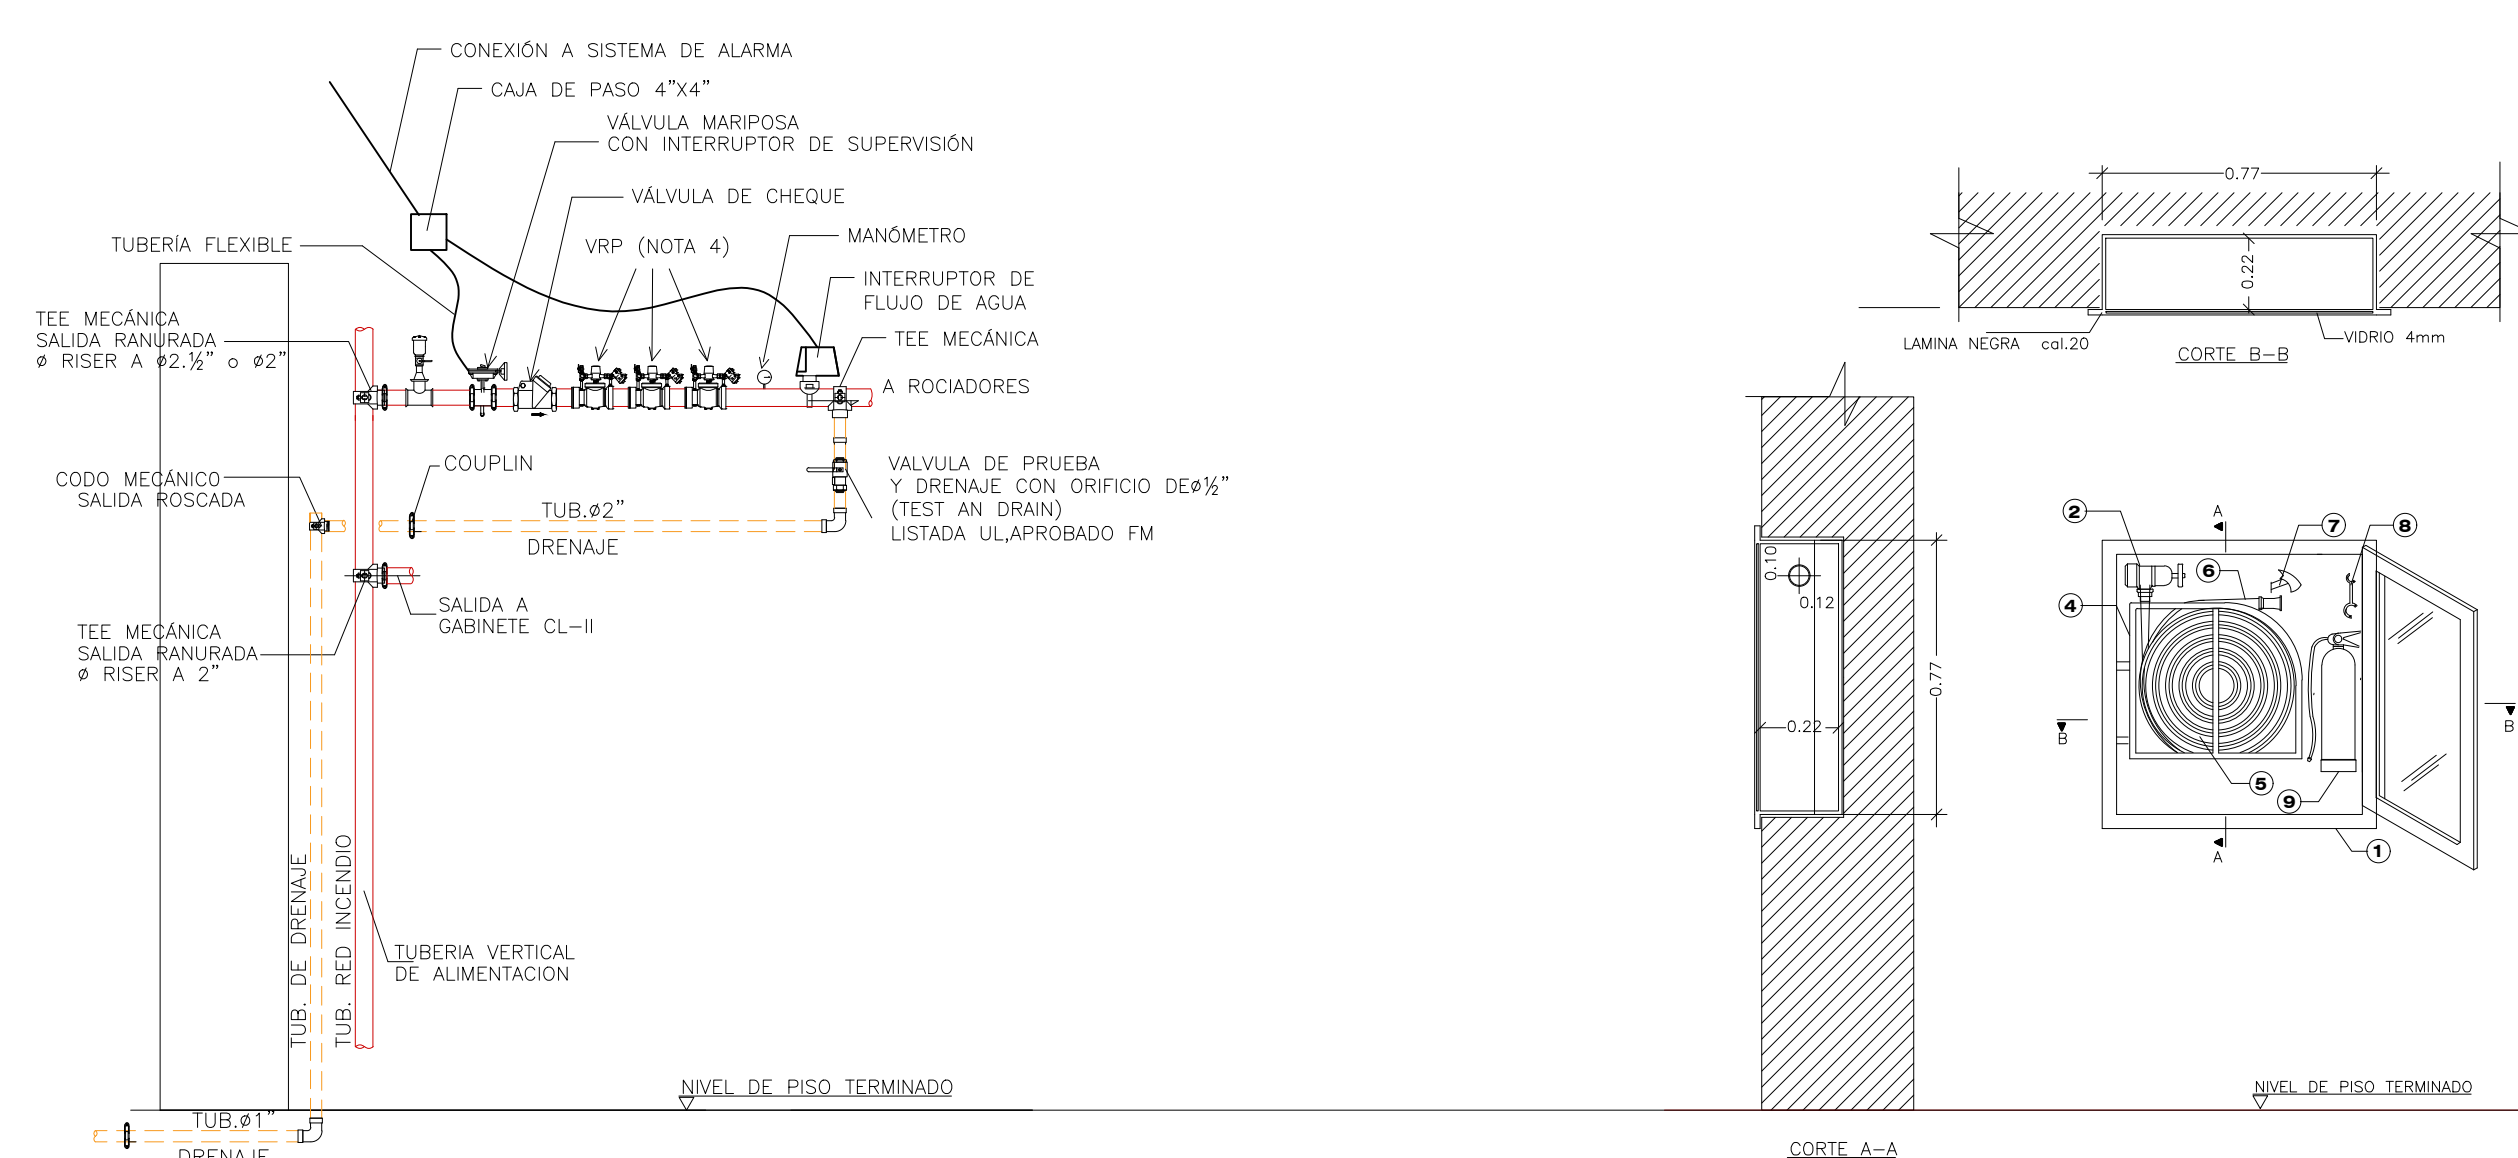 CONEXIÓN A SISTEMA DE ALARMA
CAJA DE PASO 4"X4"
VÁLVULA MARIPOSA
CON INTERRUPTOR DE SUPERVISIÓN
VÁLVULA DE CHEQUE
TUBERÍA FLEXIBLE
VRP (NOTA 4)
MANÓMETRO
INTERRUPTOR DE
FLUJO DE AGUA
TEE MECÁNICA
SALIDA RANURADA
ø RISER A ø2.½" o ø2"
TEE MECÁNICA
A ROCIADORES
CODO MECÁNICO
SALIDA ROSCADA
COUPLIN
TUB.ø2"
DRENAJE
VALVULA DE PRUEBA
Y DRENAJE CON ORIFICIO DEø½"
(TEST AN DRAIN)
LISTADA UL,APROBADO FM
SALIDA A
GABINETE CL-II
TEE MECÁNICA
SALIDA RANURADA
ø RISER A 2"
TUB. DE DRENAJE
TUB. RED INCENDIO
TUBERIA VERTICAL
DE ALIMENTACION
NIVEL DE PISO TERMINADO
TUB.ø1"
DRENAJE
0.77
0.22
LAMINA NEGRA cal.20
VIDRIO 4mm
CORTE B-B
0.10
0.12
0.22
0.77
CORTE A-A
A
2
7
8
6
4
B
B
5
9
A
1
NIVEL DE PISO TERMINADO